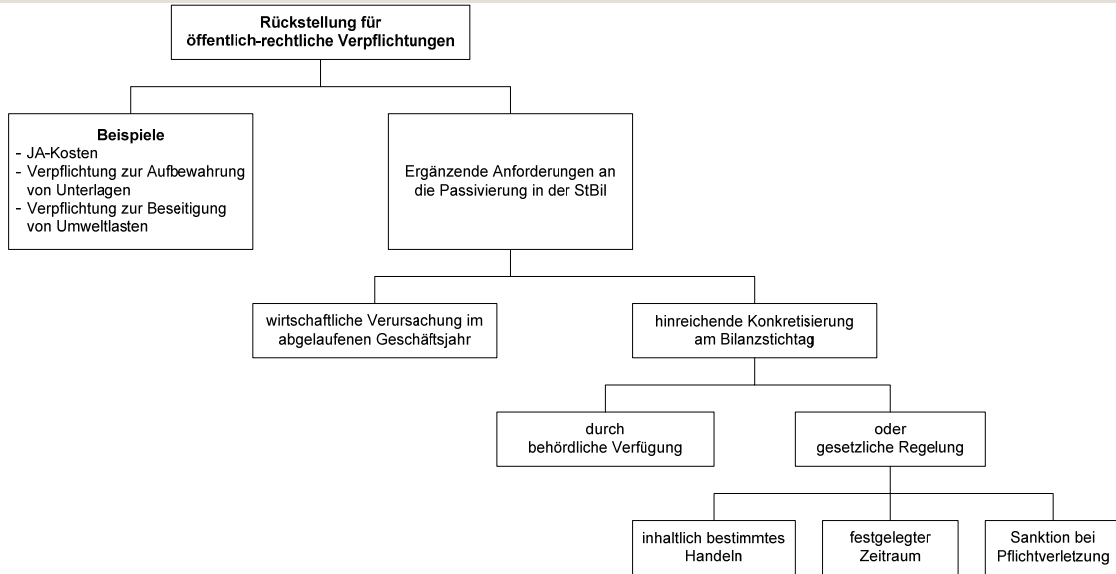 Rückstellung für
öffentlich-rechtliche Verpflichtungen
Beispiele
- JA-Kosten
- Verpflichtung zur Aufbewahrung
von Unterlagen
- Verpflichtung zur Beseitigung
von Umweltlasten
Ergänzende Anforderungen an
die Passivierung in der StBil
wirtschaftliche Verursachung im
abgelaufenen Geschäftsjahr
hinreichende Konkretisierung
am Bilanzstichtag
durch
behördliche Verfügung
oder
gesetzliche Regelung
inhaltlich bestimmtes
Handeln
festgelegter
Zeitraum
Sanktion bei
Pflichtverletzung